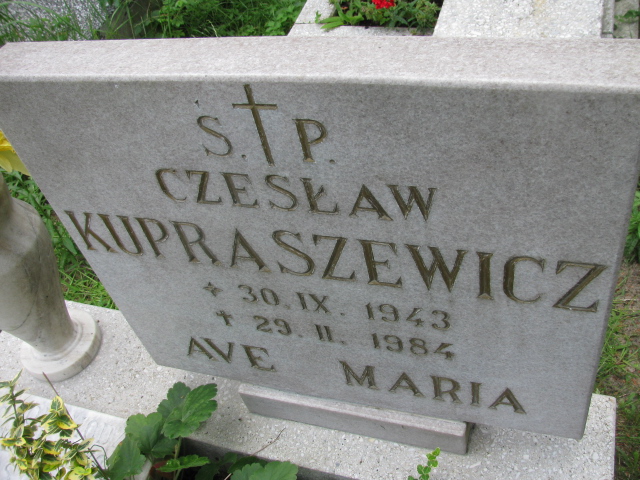 S. † P.
CZESŁAW
KUPRASZEWICZ
* 30. IX. 1943
† 29. II. 1984
AVE MARIA